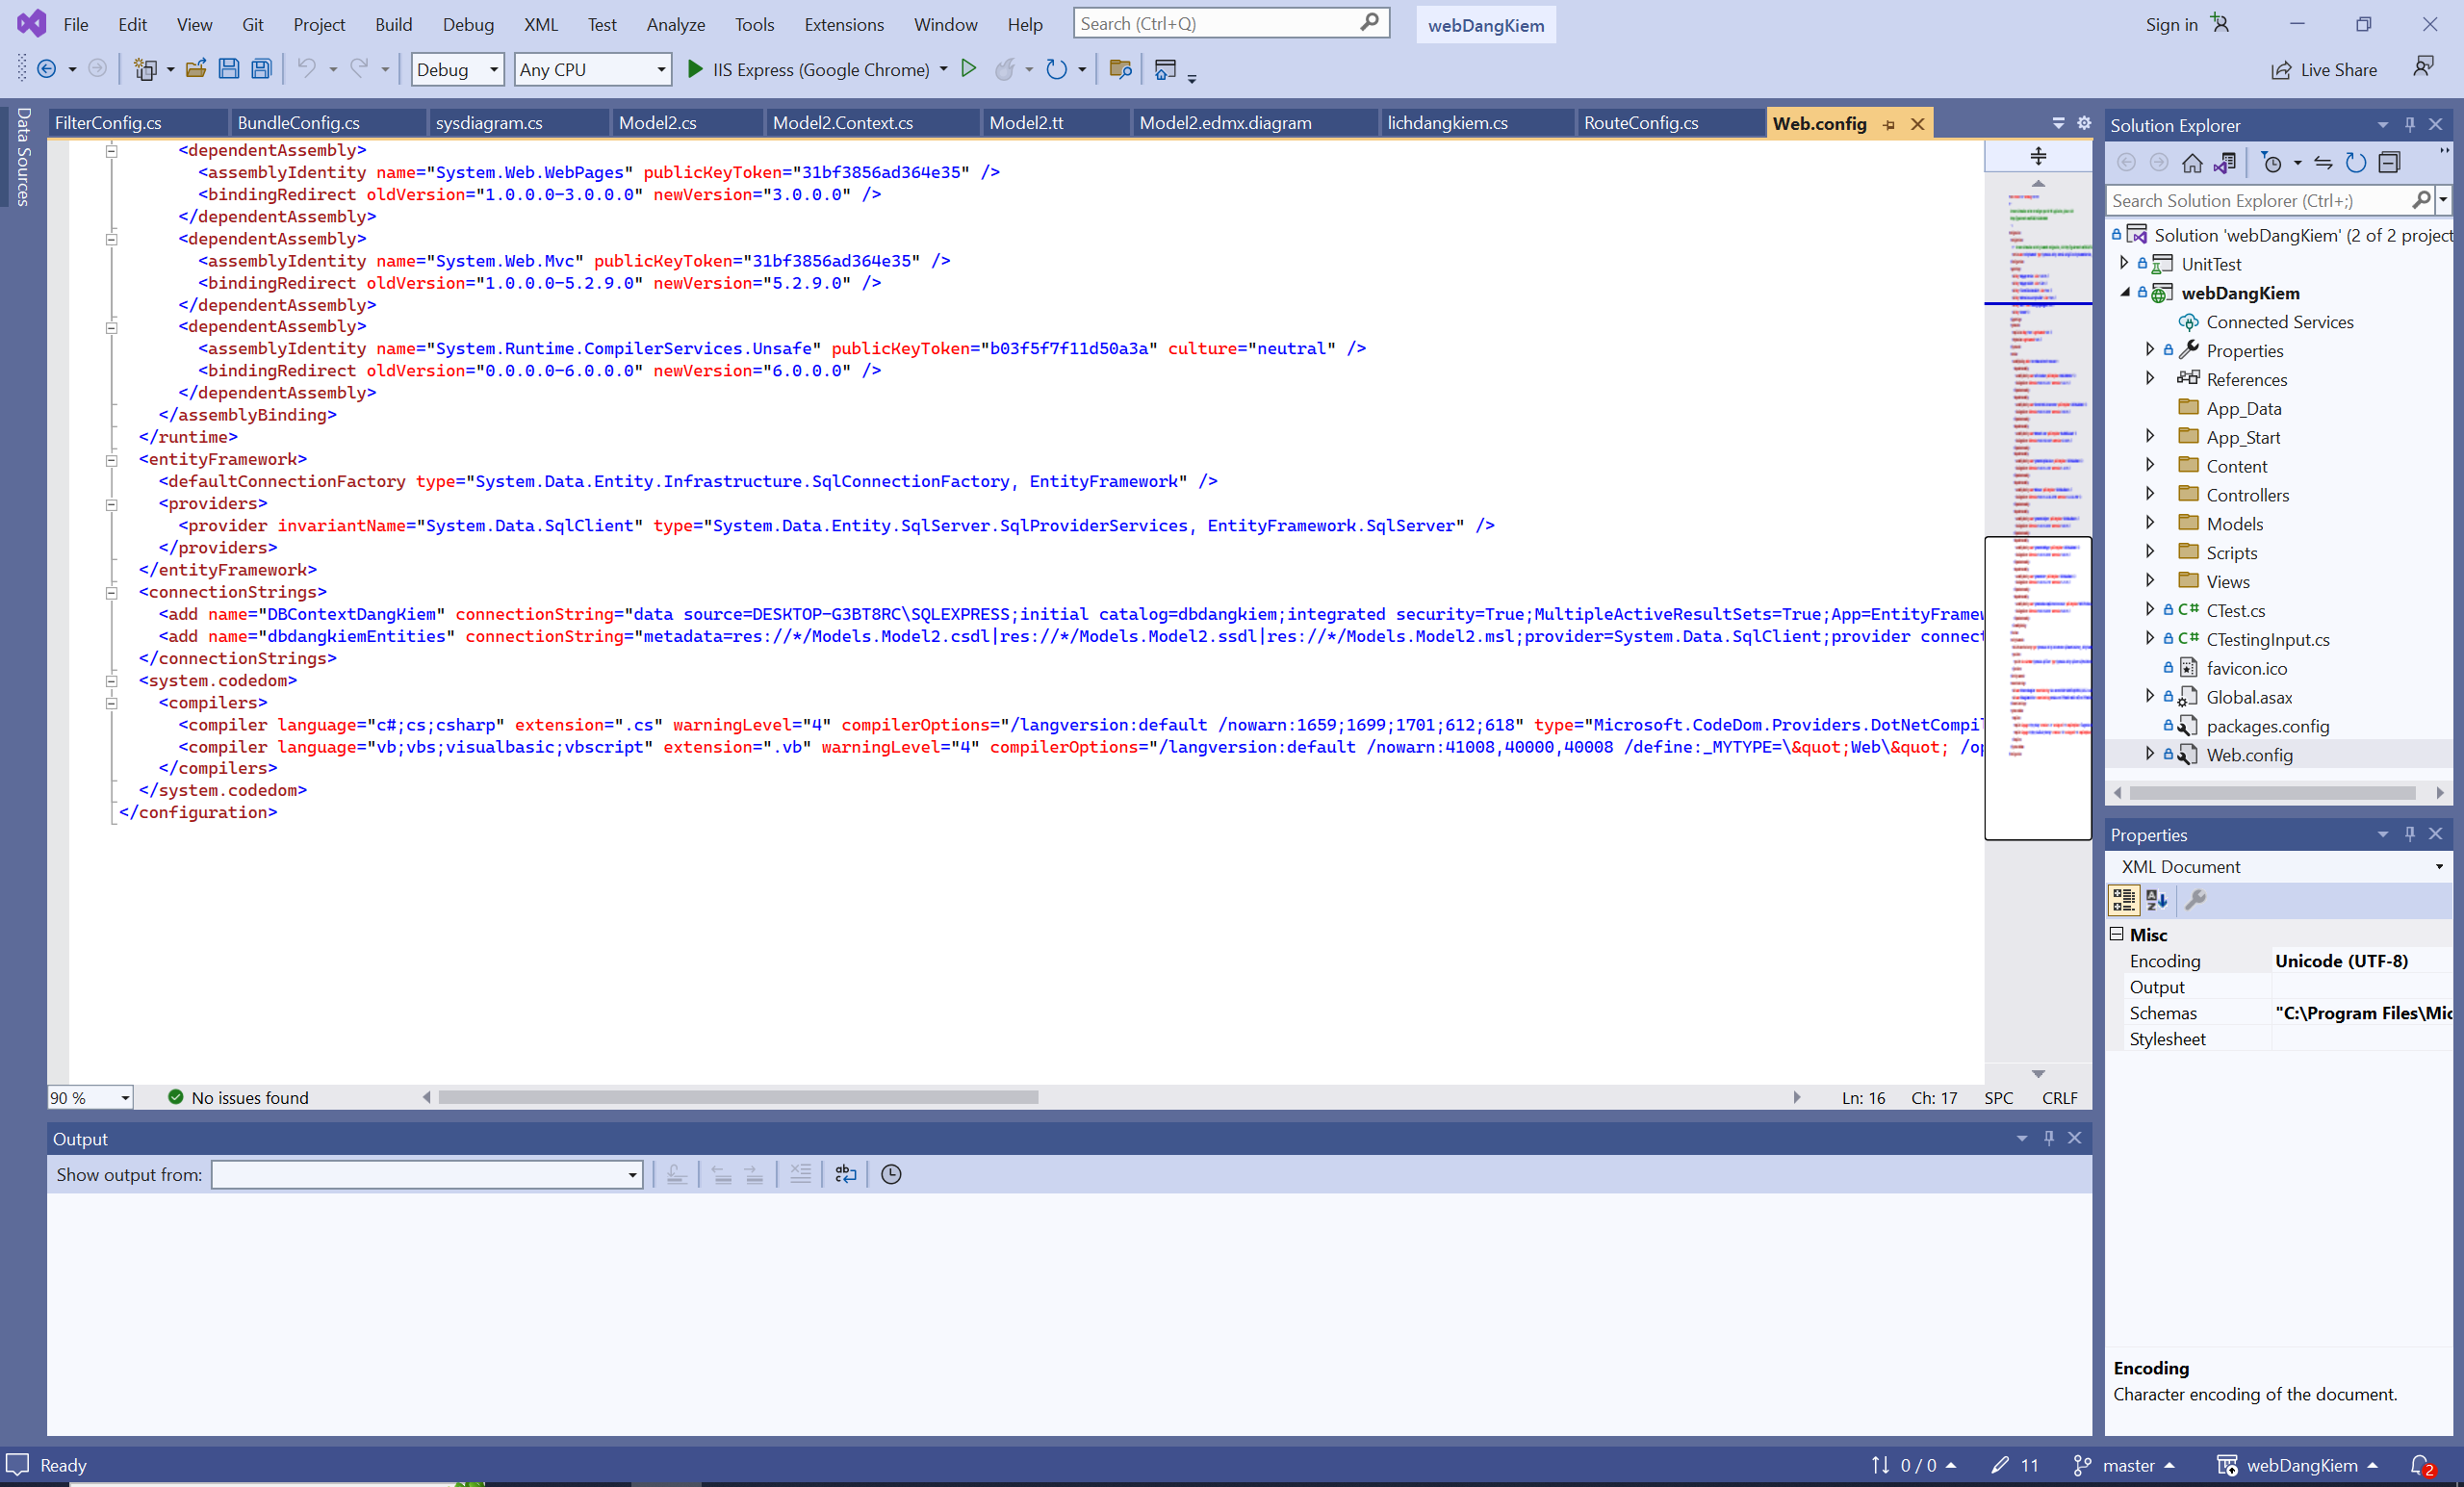 File Edit View Git Project Build Debug XML Test Analyze Tools Extensions Window Help Search (Ctrl+Q) webDangKiem Sign in
Debug Any CPU IIS Express (Google Chrome) Live Share
Data Sources
FilterConfig.cs BundleConfig.cs sysdiagram.cs Model2.cs Model2.Context.cs Model2.tt Model2.edmx.diagram lichdangkiem.cs RouteConfig.cs Web.config
<dependentAssembly>
<assemblyIdentity name="System.Web.WebPages" publicKeyToken="31bf3856ad364e35" />
<bindingRedirect oldVersion="1.0.0.0-3.0.0.0" newVersion="3.0.0.0" />
</dependentAssembly>
<dependentAssembly>
<assemblyIdentity name="System.Web.Mvc" publicKeyToken="31bf3856ad364e35" />
<bindingRedirect oldVersion="1.0.0.0-5.2.9.0" newVersion="5.2.9.0" />
</dependentAssembly>
<dependentAssembly>
<assemblyIdentity name="System.Runtime.CompilerServices.Unsafe" publicKeyToken="b03f5f7f11d50a3a" culture="neutral" />
<bindingRedirect oldVersion="0.0.0.0-6.0.0.0" newVersion="6.0.0.0" />
</dependentAssembly>
</assemblyBinding>
</runtime>
<entityFramework>
<defaultConnectionFactory type="System.Data.Entity.Infrastructure.SqlConnectionFactory, EntityFramework" />
<providers>
<provider invariantName="System.Data.SqlClient" type="System.Data.Entity.SqlServer.SqlProviderServices, EntityFramework.SqlServer" />
</providers>
</entityFramework>
<connectionStrings>
<add name="DBContextDangKiem" connectionString="data source=DESKTOP-G3BT8RC\SQLEXPRESS;initial catalog=dbdangkiem;integrated security=True;MultipleActiveResultSets=True;App=EntityFramew
<add name="dbdangkiemEntities" connectionString="metadata=res://*/Models.Model2.csdl|res://*/Models.Model2.ssdl|res://*/Models.Model2.msl;provider=System.Data.SqlClient;provider connect
</connectionStrings>
<system.codedom>
<compilers>
<compiler language="c#;cs;csharp" extension=".cs" warningLevel="4" compilerOptions="/langversion:default /nowarn:1659;1699;1701;612;618" type="Microsoft.CodeDom.Providers.DotNetCompil
<compiler language="vb;vbs;visualbasic;vbscript" extension=".vb" warningLevel="4" compilerOptions="/langversion:default /nowarn:41008,40000,40008 /define:_MYTYPE=\&quot;Web\&quot; /op
</compilers>
</system.codedom>
</configuration>
90 % No issues found Ln: 16 Ch: 17 SPC CRLF
Output
Show output from:
Solution Explorer
Search Solution Explorer (Ctrl+;)
Solution 'webDangKiem' (2 of 2 project
UnitTest
webDangKiem
Connected Services
Properties
References
App_Data
App_Start
Content
Controllers
Models
Scripts
Views
C# CTest.cs
C# CTestingInput.cs
favicon.ico
Global.asax
packages.config
Web.config
Properties
XML Document
Misc
Encoding Unicode (UTF-8)
Output
Schemas "C:\Program Files\Mic
Stylesheet
Encoding
Character encoding of the document.
Ready 0 / 0 11 master webDangKiem 2